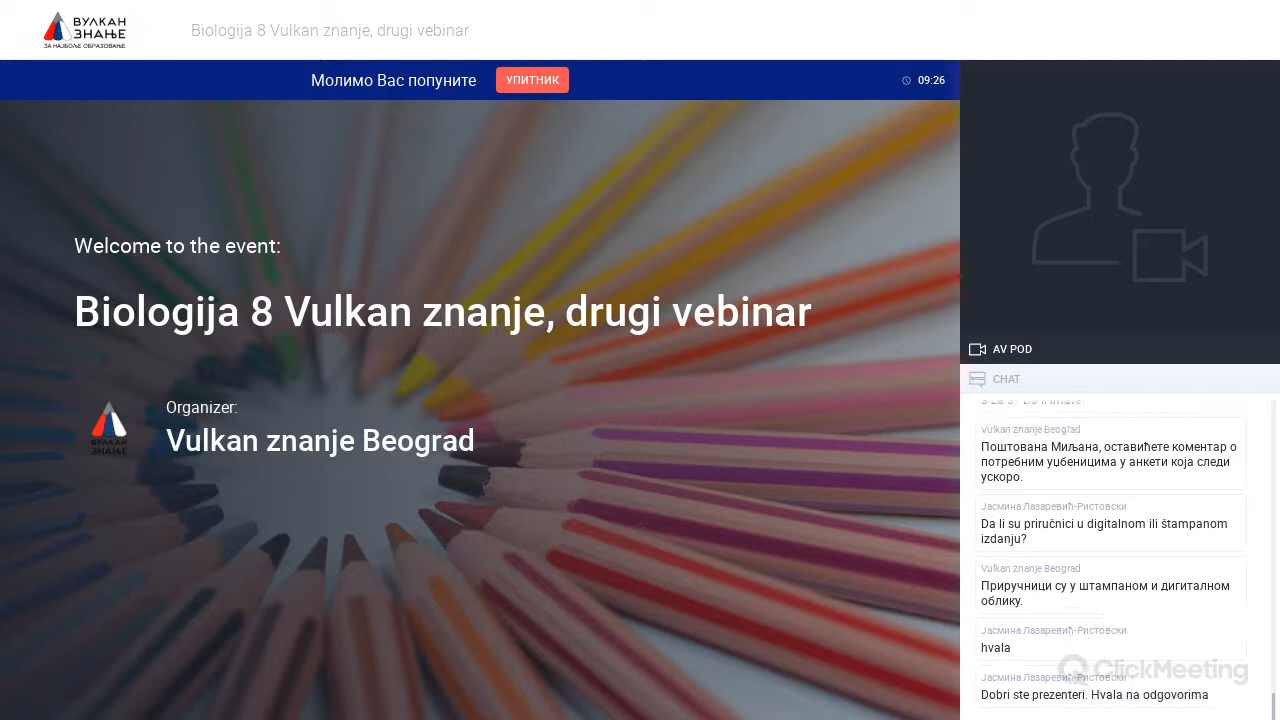 ВУЛКАН
ЗНАЊЕ
ЗА НАЈБОЉЕ ОБРАЗОВАЊЕ
Biologija 8 Vulkan znanje, drugi vebinar
Молимо Вас попуните
УПИТНИК
09:26
Welcome to the event:
Biologija 8 Vulkan znanje, drugi vebinar
Organizer:
Vulkan znanje Beograd
ВУЛКАН
ЗНАЊЕ
AV POD
CHAT
Vulkan znanje Beograd
Поштована Миљана, оставићете коментар о
потребним уџбеницима у анкети која следи
ускоро.
Јасмина Лазаревић-Ристовски
Da li su priručnici u digitalnom ili štampanom
izdanju?
Vulkan znanje Beograd
Приручници су у штампаном и дигиталном
облику.
Јасмина Лазаревић-Ристовски
hvala
Јасмина Лазаревић-Ристовски
Dobri ste prezenteri. Hvala na odgovorima
ClickMeeting